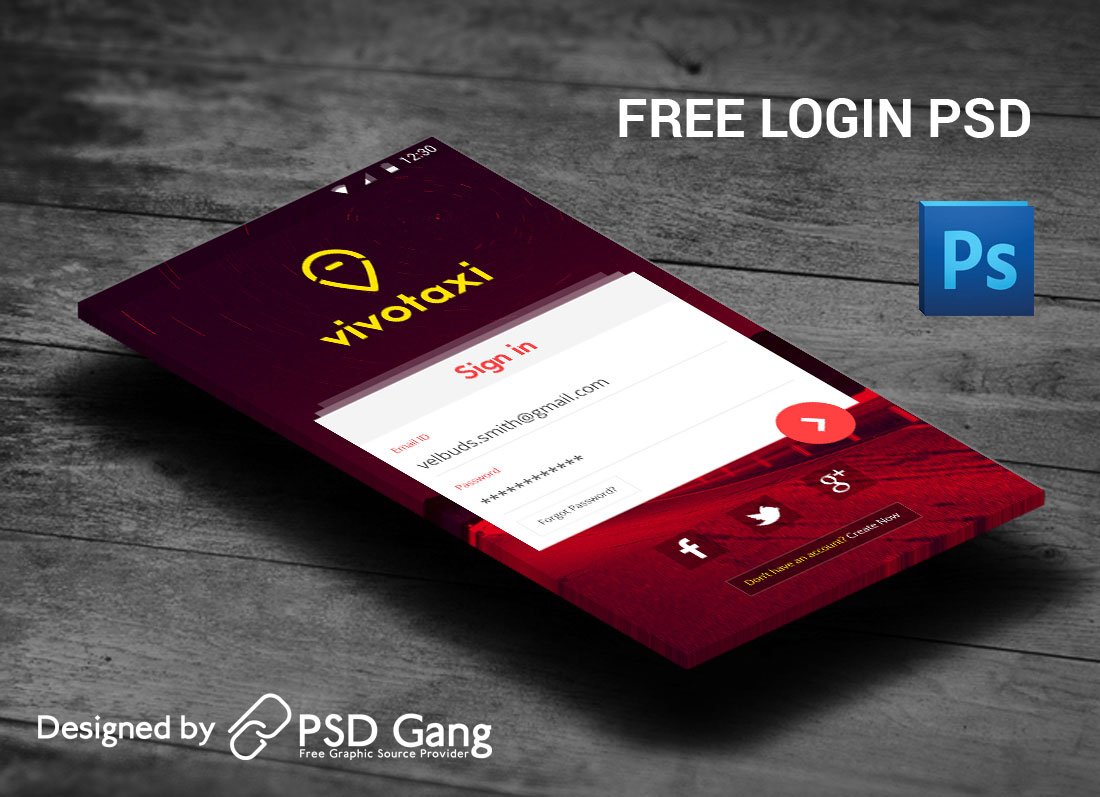 FREE LOGIN PSD
Ps
12:30
vivotaxi
Sign in
Email ID
velbuds.smith@gmail.com
Password
************
Forgot Password?
g+
f
Don't have an account? Create Now
Designed by PSD Gang
Free Graphic Source Provider